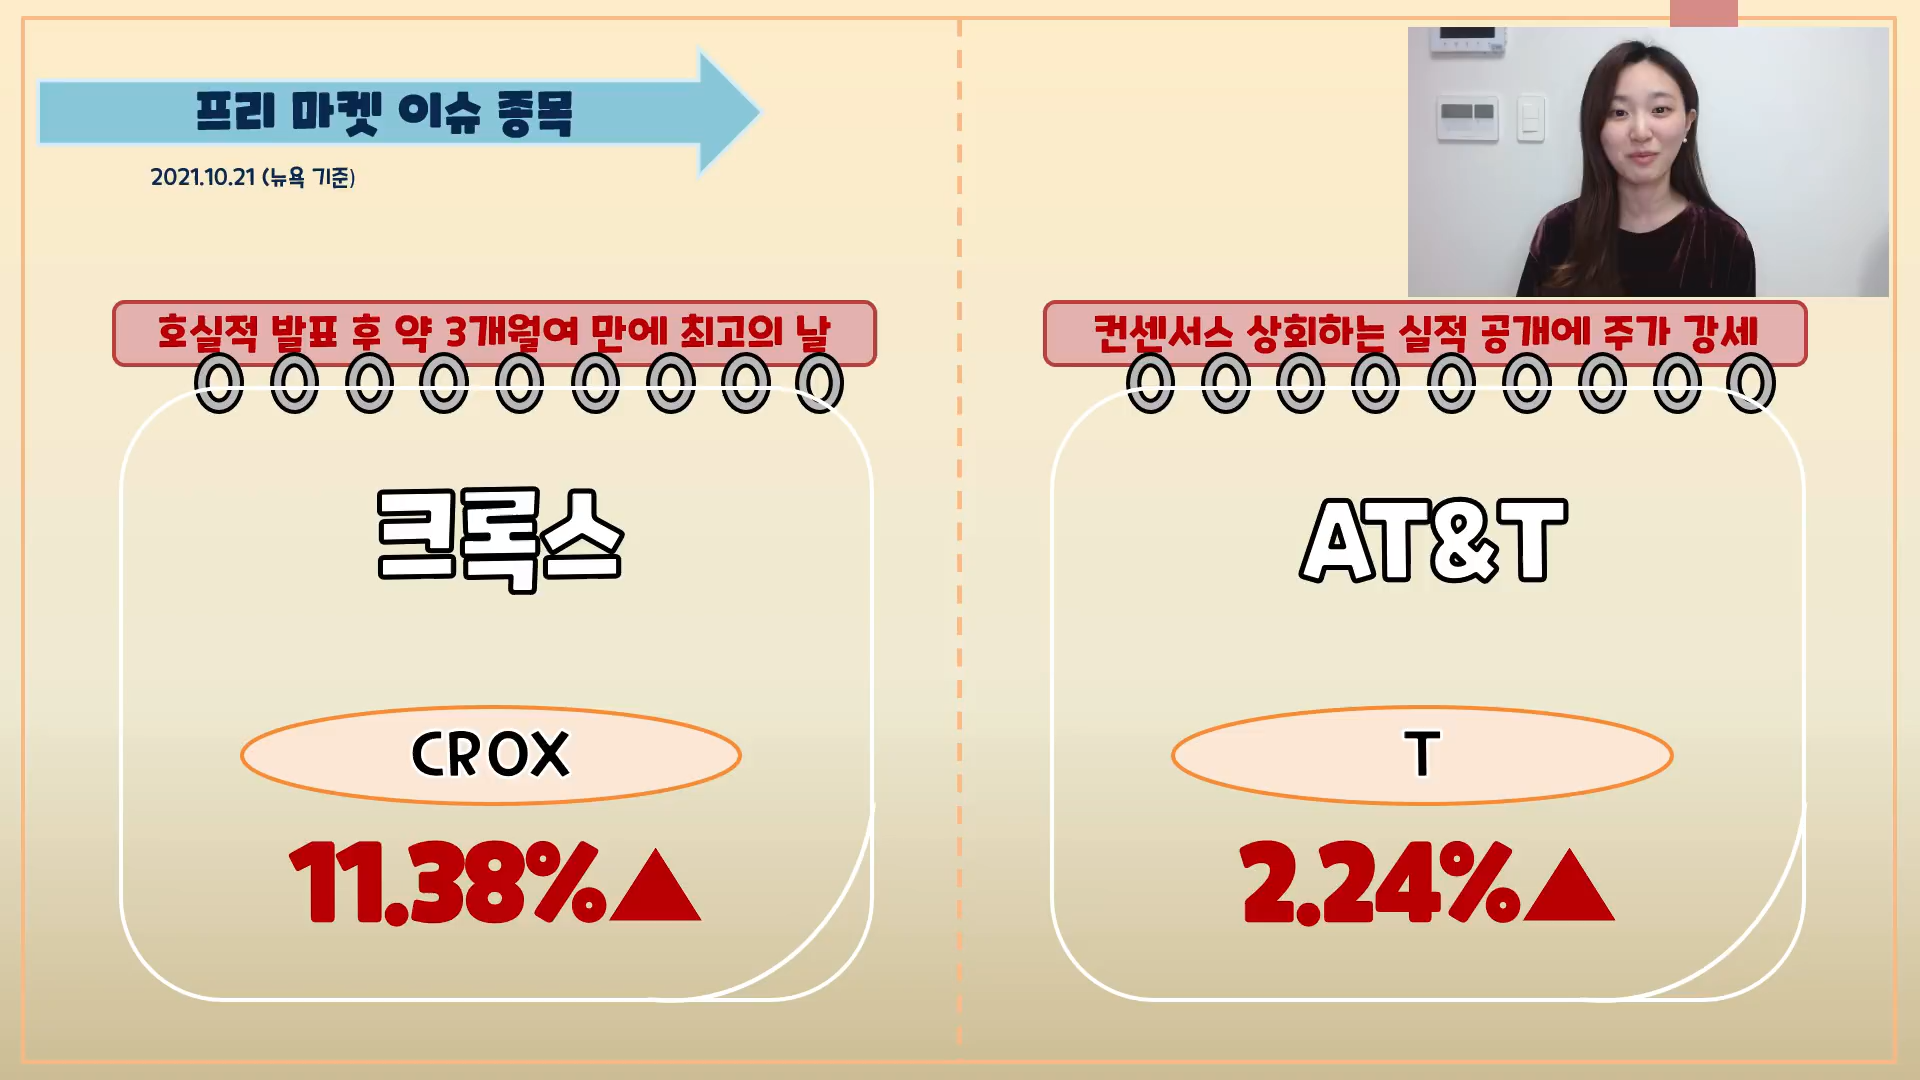 프리 마켓 이슈 종목
2021.10.21 (뉴욕 기준)
호실적 발표 후 약 3개월여 만에 최고의 날
크록스
CROX
11.38%▲
컨센서스 상회하는 실적 공개에 주가 강세
AT&T
T
2.24%▲